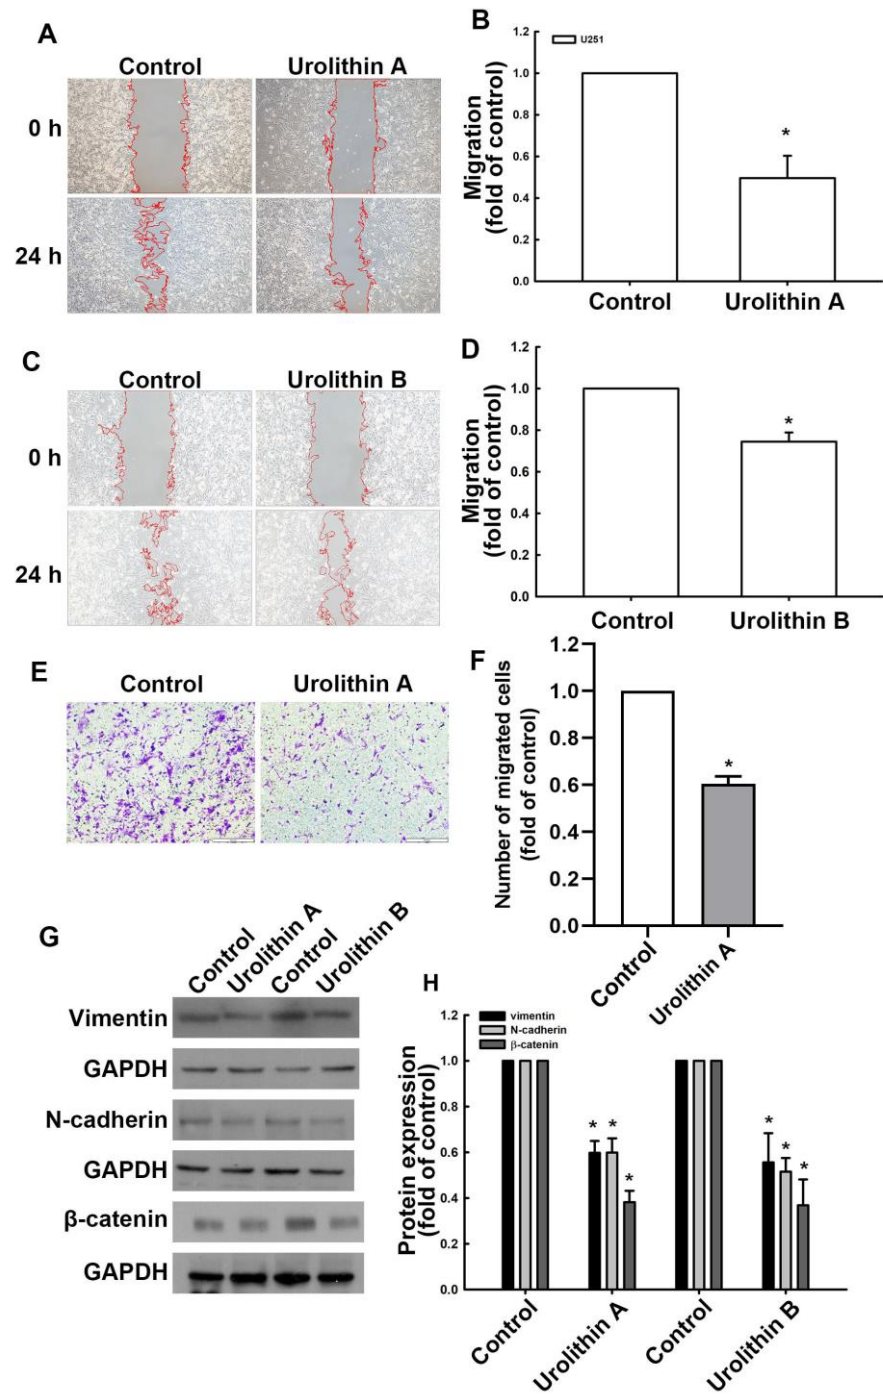 A
Control Urolithin A
0 h
24 h
B
U251
Migration
(fold of control)
1.2
1.0
0.8
0.6
0.4
0.2
0.0
*
Control Urolithin A
C
Control Urolithin B
0 h
24 h
D
Migration
(fold of control)
1.2
1.0
0.8
0.6
0.4
0.2
0.0
*
Control Urolithin B
E
Control Urolithin A
F
Number of migrated cells
(fold of control)
1.2
1.0
0.8
0.6
0.4
0.2
0.0
*
Control
Urolithin A
G
Control
Urolithin A
Control
Urolithin B
Vimentin
GAPDH
N-cadherin
GAPDH
β-catenin
GAPDH
H
vimentin
N-cadherin
β-catenin
Protein expression
(fold of control)
1.2
1.0
0.8
0.6
0.4
0.2
0.0
* * *
* * *
Control
Urolithin A
Control
Urolithin B